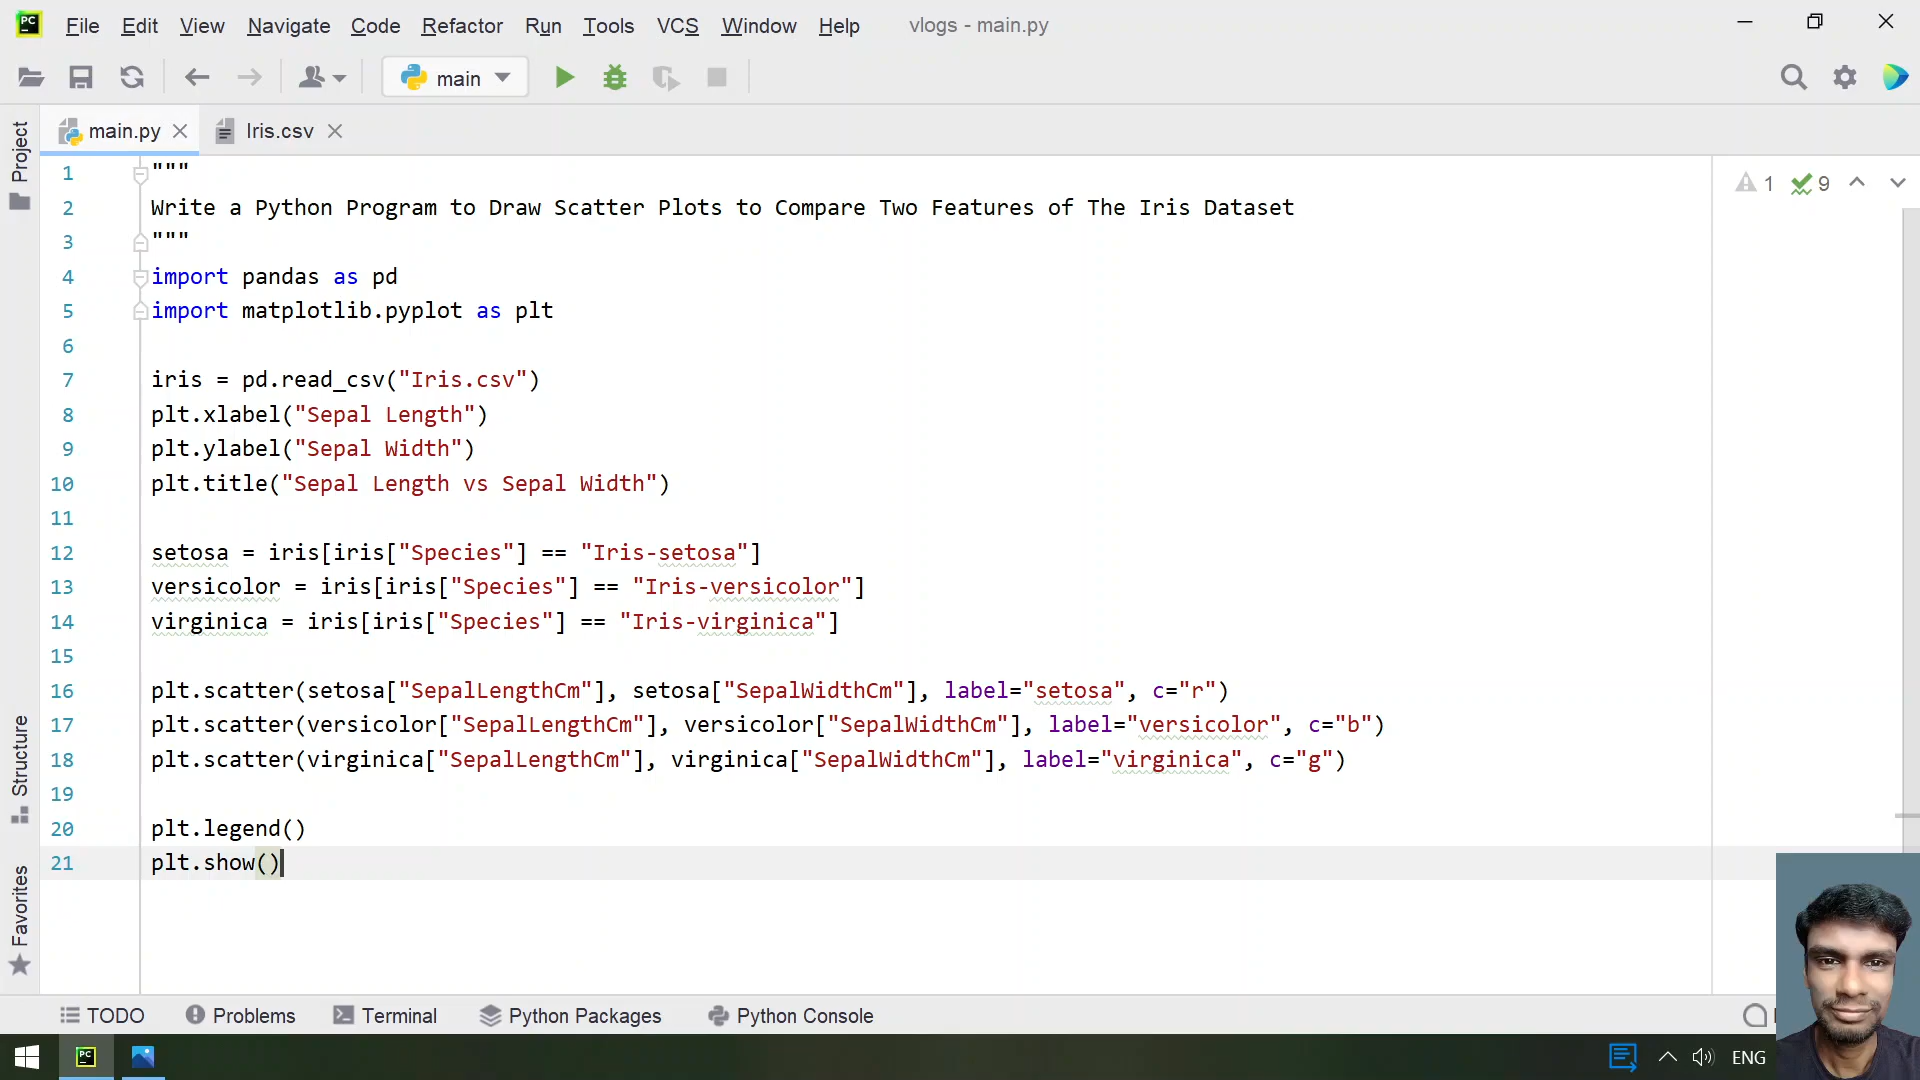 PC File Edit View Navigate Code Refactor Run Tools VCS Window Help vlogs - main.py
main
main.py Iris.csv
1 9
Project
Structure
Favorites
1 """
2 Write a Python Program to Draw Scatter Plots to Compare Two Features of The Iris Dataset
3 """
4 import pandas as pd
5 import matplotlib.pyplot as plt
6
7 iris = pd.read_csv("Iris.csv")
8 plt.xlabel("Sepal Length")
9 plt.ylabel("Sepal Width")
10 plt.title("Sepal Length vs Sepal Width")
11
12 setosa = iris[iris["Species"] == "Iris-setosa"]
13 versicolor = iris[iris["Species"] == "Iris-versicolor"]
14 virginica = iris[iris["Species"] == "Iris-virginica"]
15
16 plt.scatter(setosa["SepalLengthCm"], setosa["SepalWidthCm"], label="setosa", c="r")
17 plt.scatter(versicolor["SepalLengthCm"], versicolor["SepalWidthCm"], label="versicolor", c="b")
18 plt.scatter(virginica["SepalLengthCm"], virginica["SepalWidthCm"], label="virginica", c="g")
19
20 plt.legend()
21 plt.show()
TODO Problems Terminal Python Packages Python Console
PC ENG